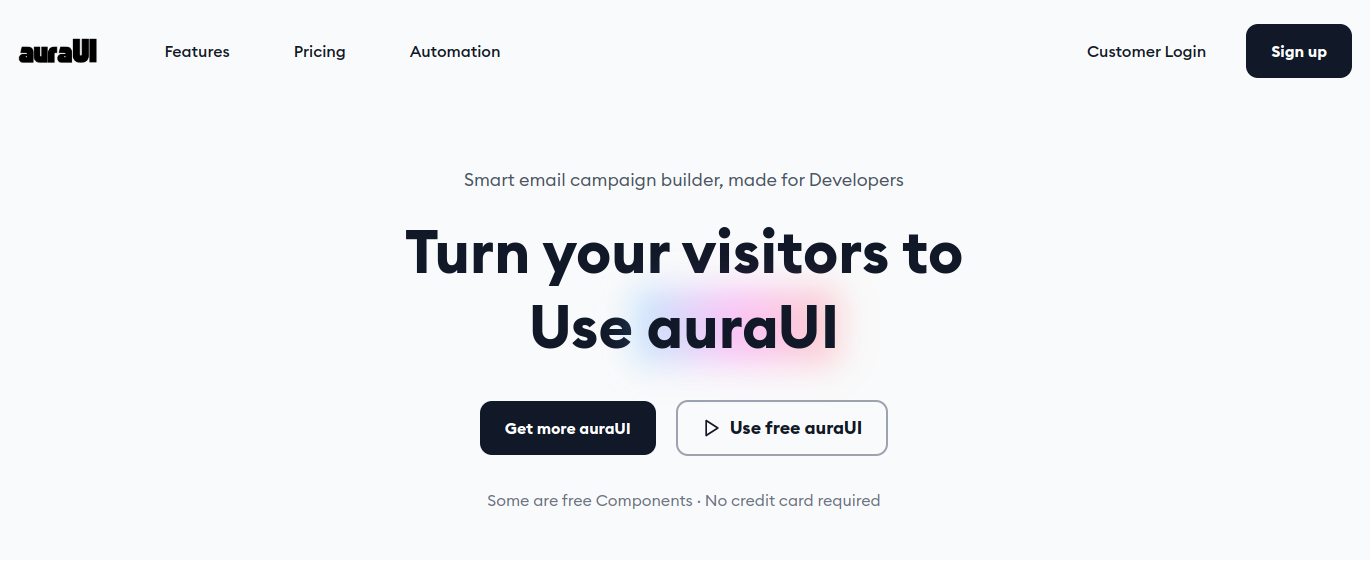 auraUI
Features
Pricing
Automation
Customer Login
Sign up
Smart email campaign builder, made for Developers
Turn your visitors to
Use auraUI
Get more auraUI
Use free auraUI
Some are free Components · No credit card required